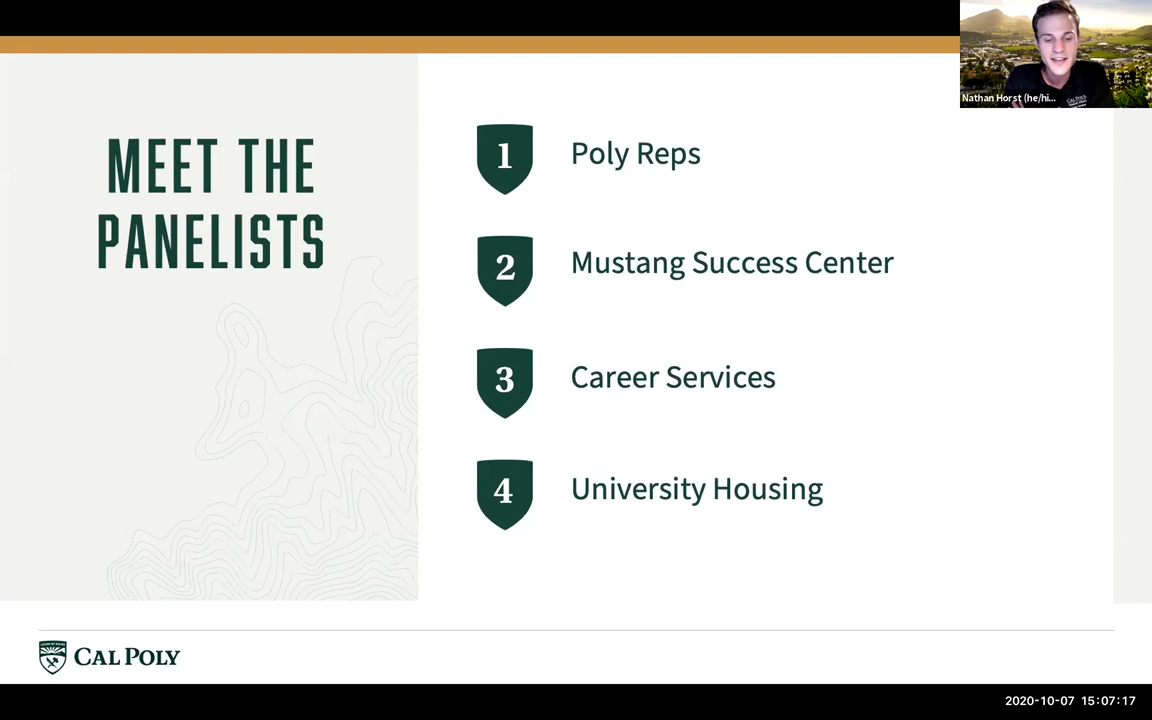 Nathan Horst (he/hi...
MEET THE
PANELISTS
1
Poly Reps
2
Mustang Success Center
3
Career Services
4
University Housing
CAL POLY
2020-10-07 15:07:17